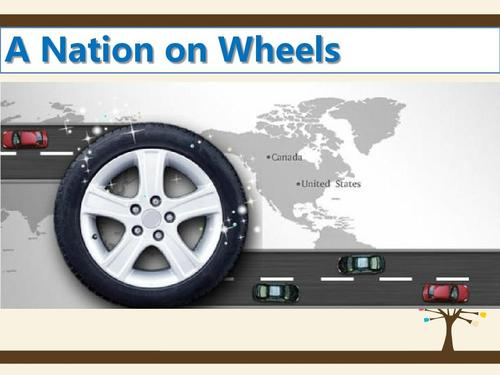 A Nation on Wheels
•Canada
•United States